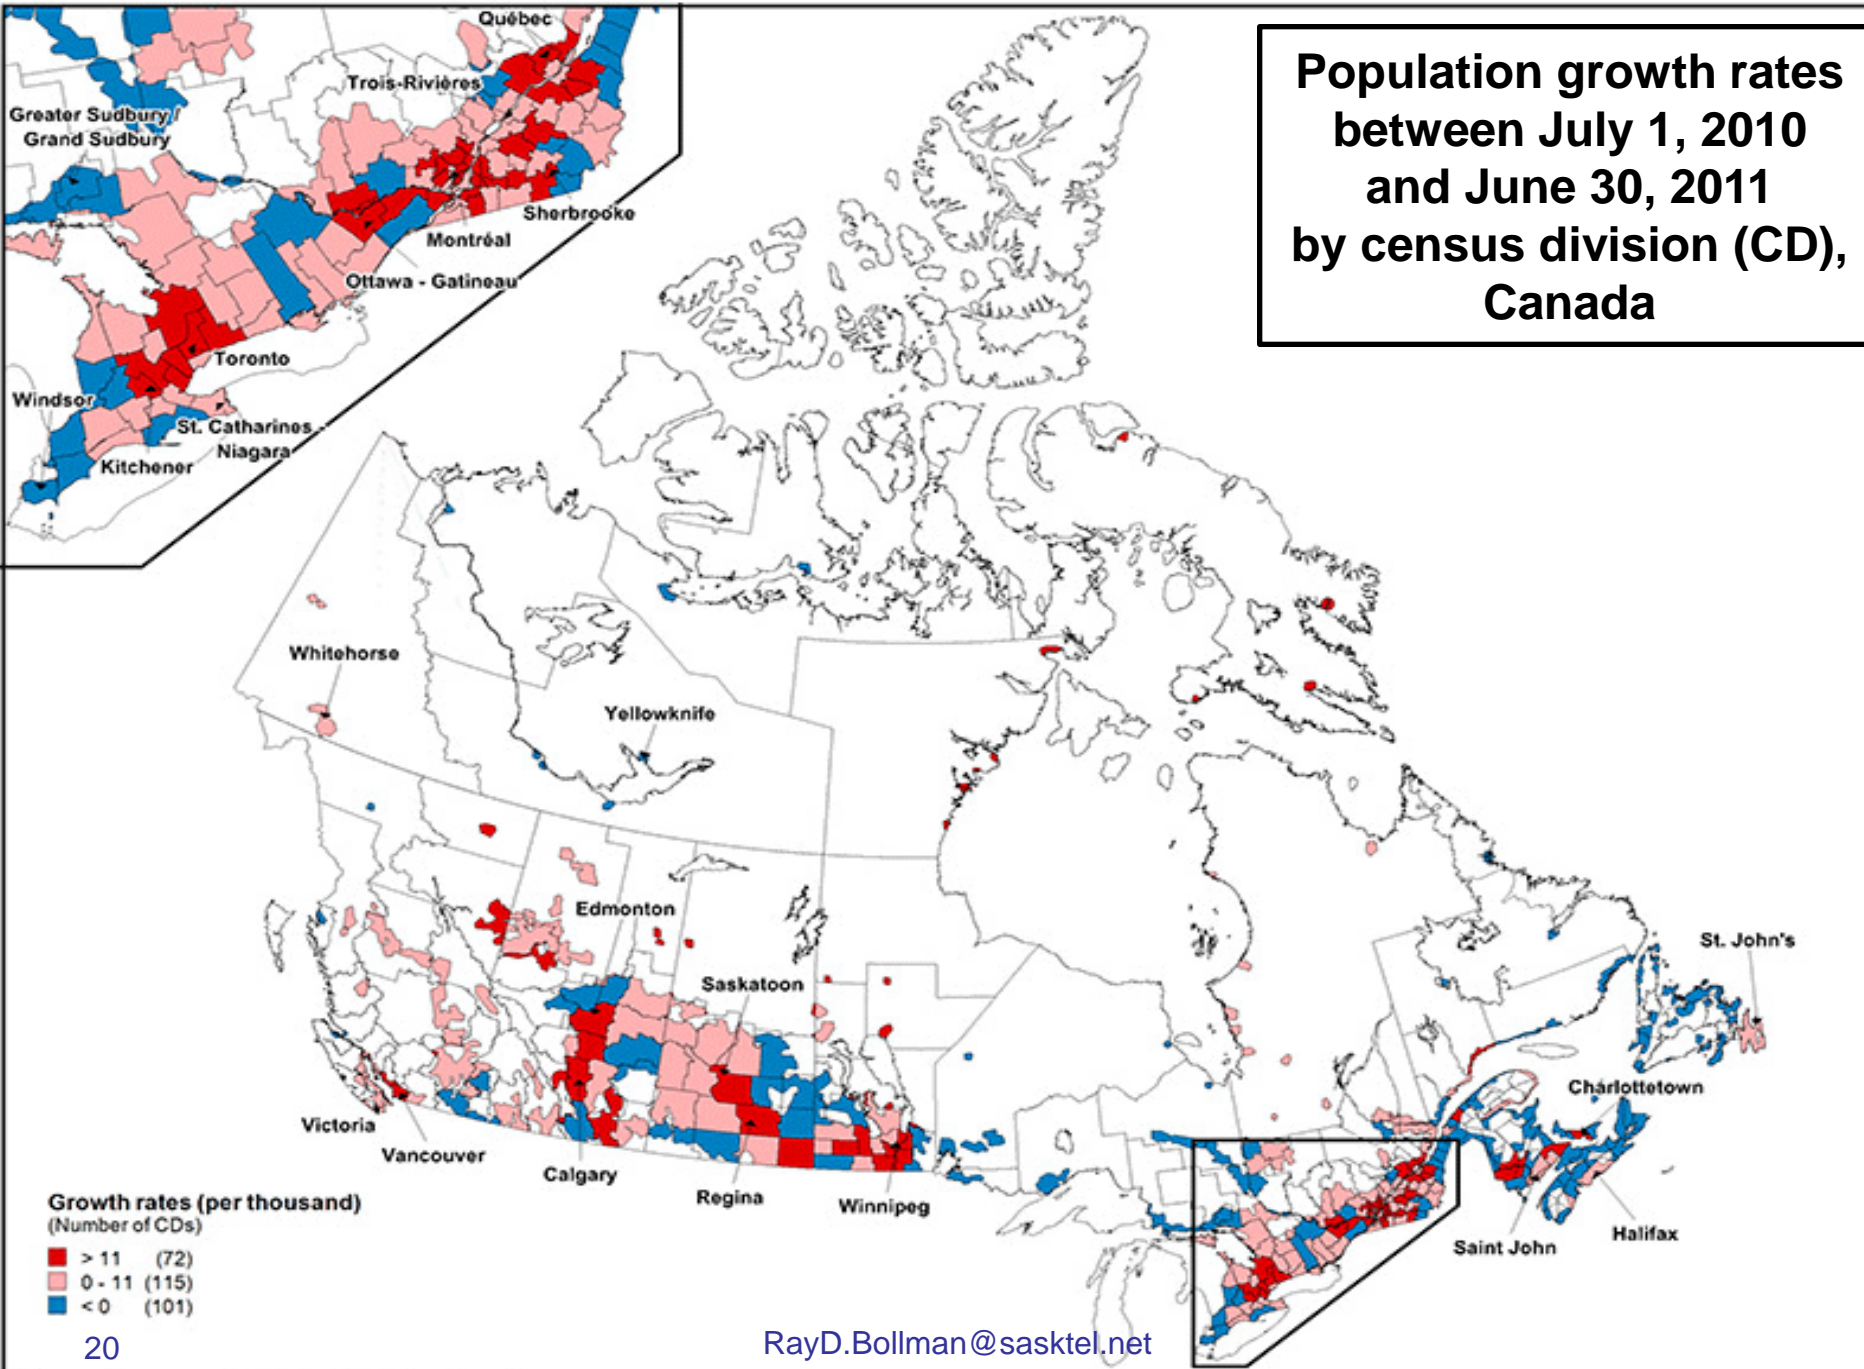 Population growth rates
between July 1, 2010
and June 30, 2011
by census division (CD),
Canada
Québec
Trois-Rivières
Greater Sudbury /
Grand Sudbury
Sherbrooke
Montréal
Ottawa - Gatineau
Toronto
Windsor
St. Catharines -
Niagara
Kitchener
Whitehorse
Yellowknife
Edmonton
Saskatoon
St. John's
Charlottetown
Victoria
Vancouver
Calgary
Regina
Winnipeg
Saint John
Halifax
Growth rates (per thousand)
(Number of CDs)
> 11 (72)
0 - 11 (115)
< 0 (101)
20
RayD.Bollman@sasktel.net